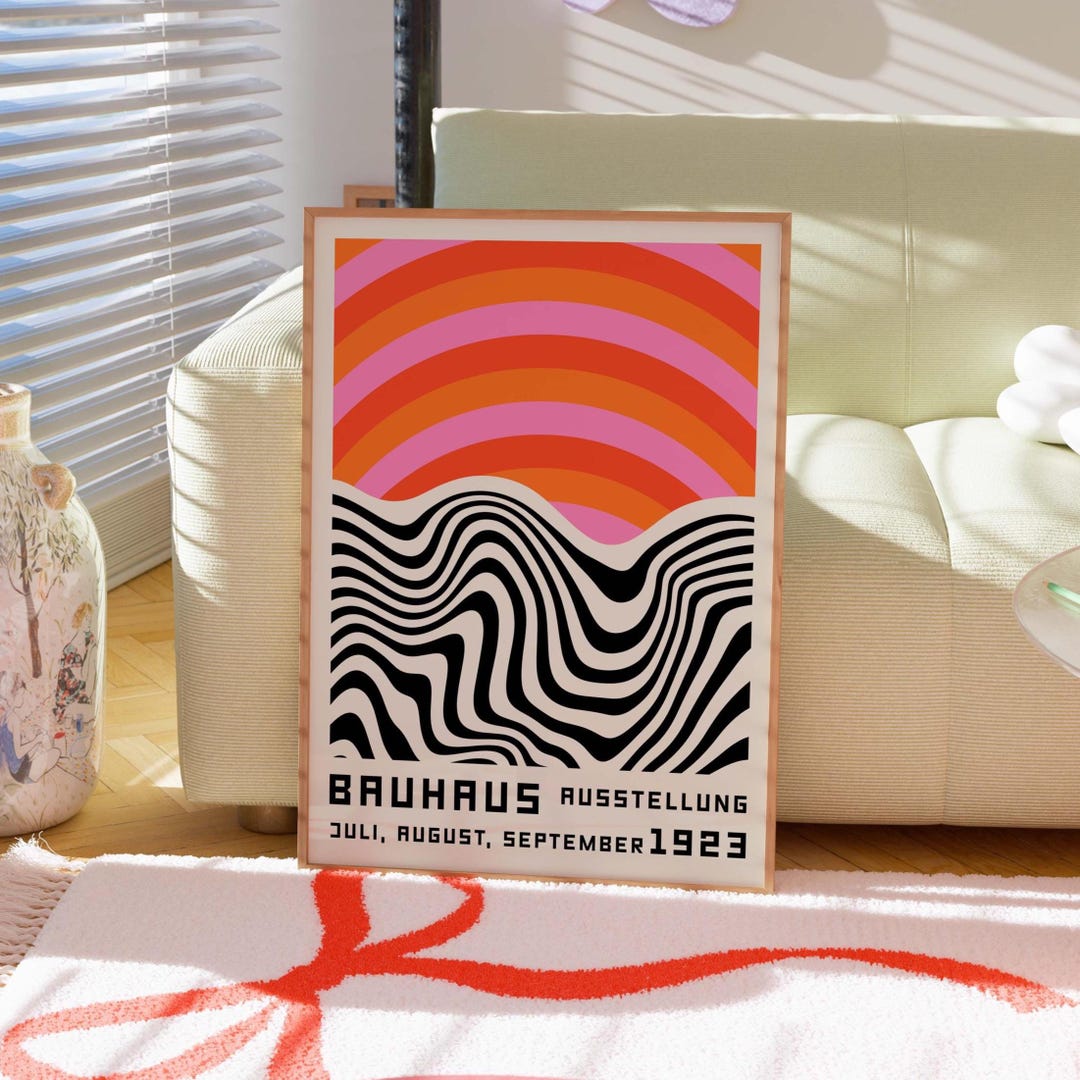 BAUHAUS AUSSTELLUNG
JULI, AUGUST, SEPTEMBER 1923